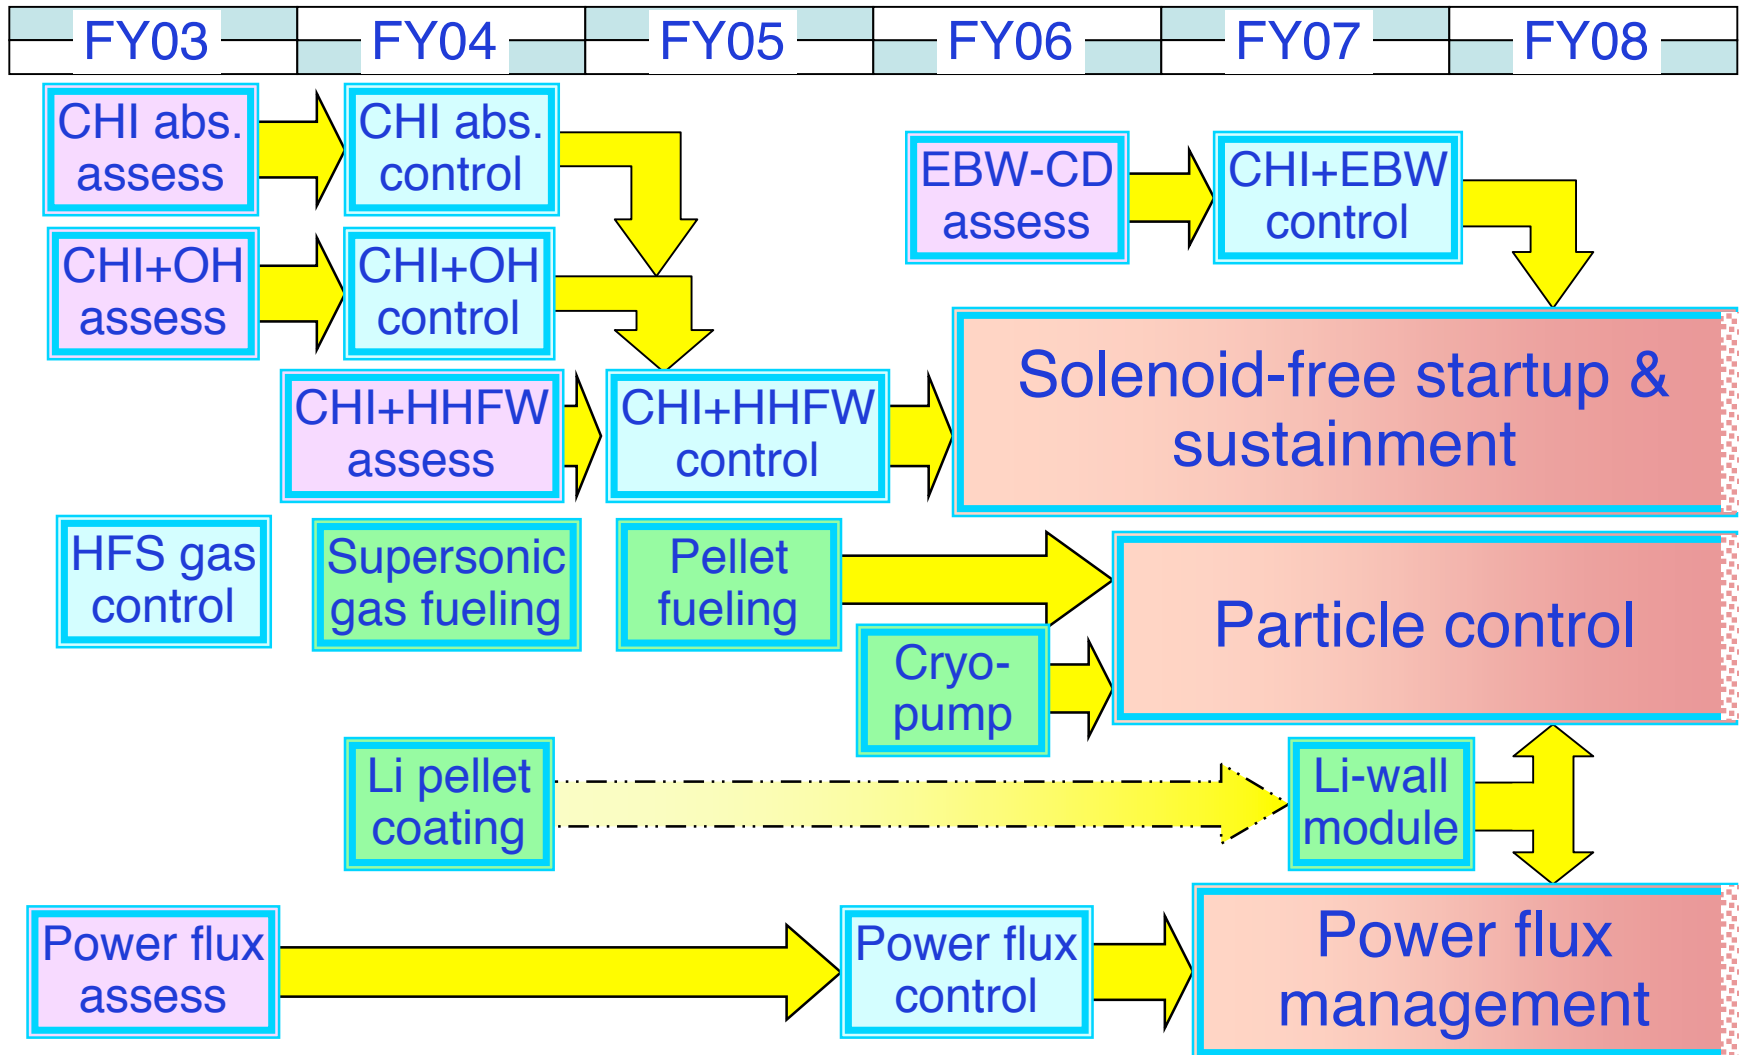 FY03 FY04 FY05 FY06 FY07 FY08
CHI abs.
assess
CHI abs.
control
EBW-CD
assess
CHI+EBW
control
CHI+OH
assess
CHI+OH
control
Solenoid-free startup &
sustainment
CHI+HHFW
assess
CHI+HHFW
control
HFS gas
control
Supersonic
gas fueling
Pellet
fueling
Particle control
Cryo-
pump
Li pellet
coating
Li-wall
module
Power flux
assess
Power flux
control
Power flux
management